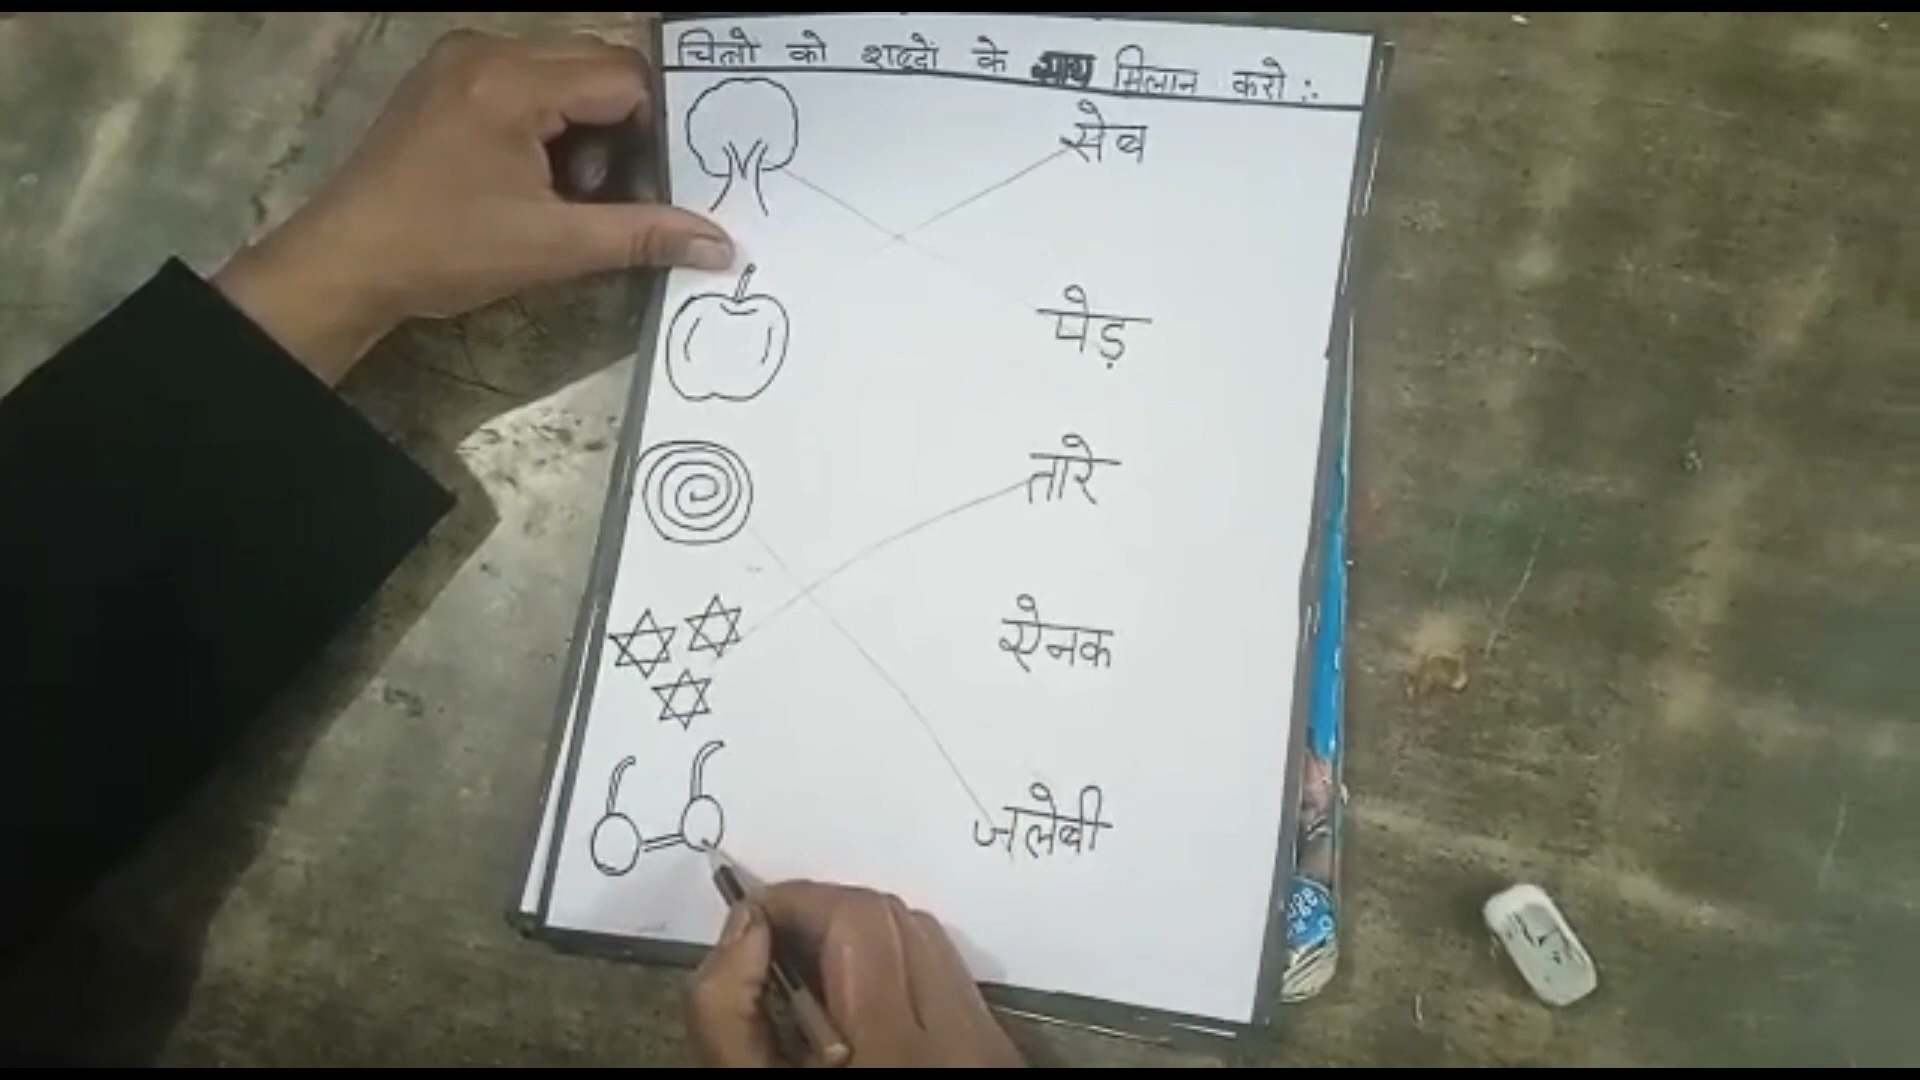 चित्तो को शब्दों के साथ मिलान करो :-
सेब
पेड़
तारे
ऐनक
जलेबी